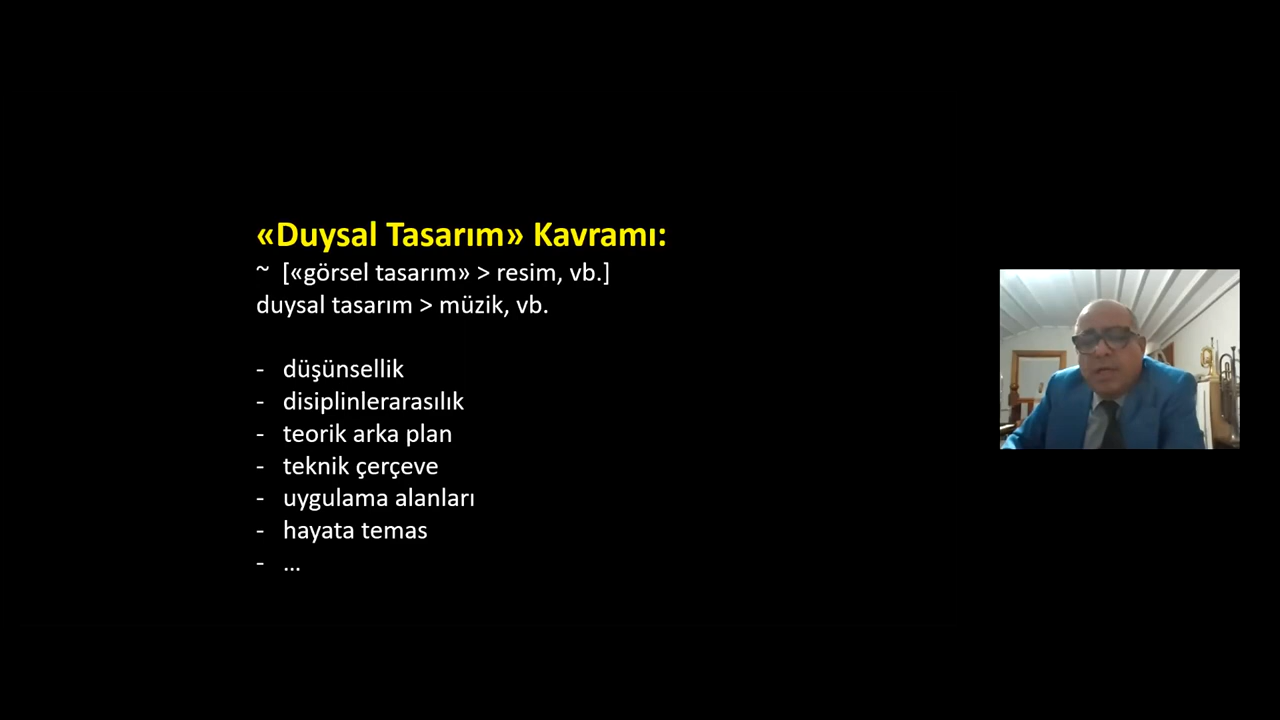 «Duysal Tasarım» Kavramı:
~ [«görsel tasarım» > resim, vb.]
duysal tasarım > müzik, vb.
- düşünsellik
- disiplinlerarasılık
- teorik arka plan
- teknik çerçeve
- uygulama alanları
- hayata temas
- ...